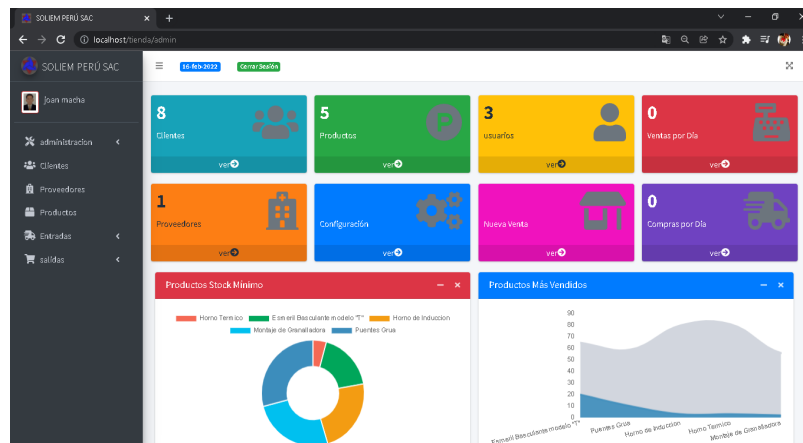 SOLIEM PERÚ SAC
localhost/tienda/admin
SOLIEM PERÚ SAC
16-feb-2022 Cerrar Sesión
Joan macha
administracion
Clientes
Proveedores
Productos
Entradas
salidas
8
Clientes
ver
5
Productos
ver
3
usuarios
ver
0
Ventas por Día
ver
1
Proveedores
ver
Configuración
ver
Nueva Venta
ver
0
Compras por Día
ver
Productos Stock Mínimo
Horno Termico Esmeril Basculante modelo "T" Horno de Induccion
Montaje de Granalladora Puentes Grua
Productos Más Vendidos
90
80
70
60
50
40
30
20
10
0
Esmeril Basculante modelo "T"
Puentes Grua
Horno de Induccion
Horno Termico
Montaje de Granalladora